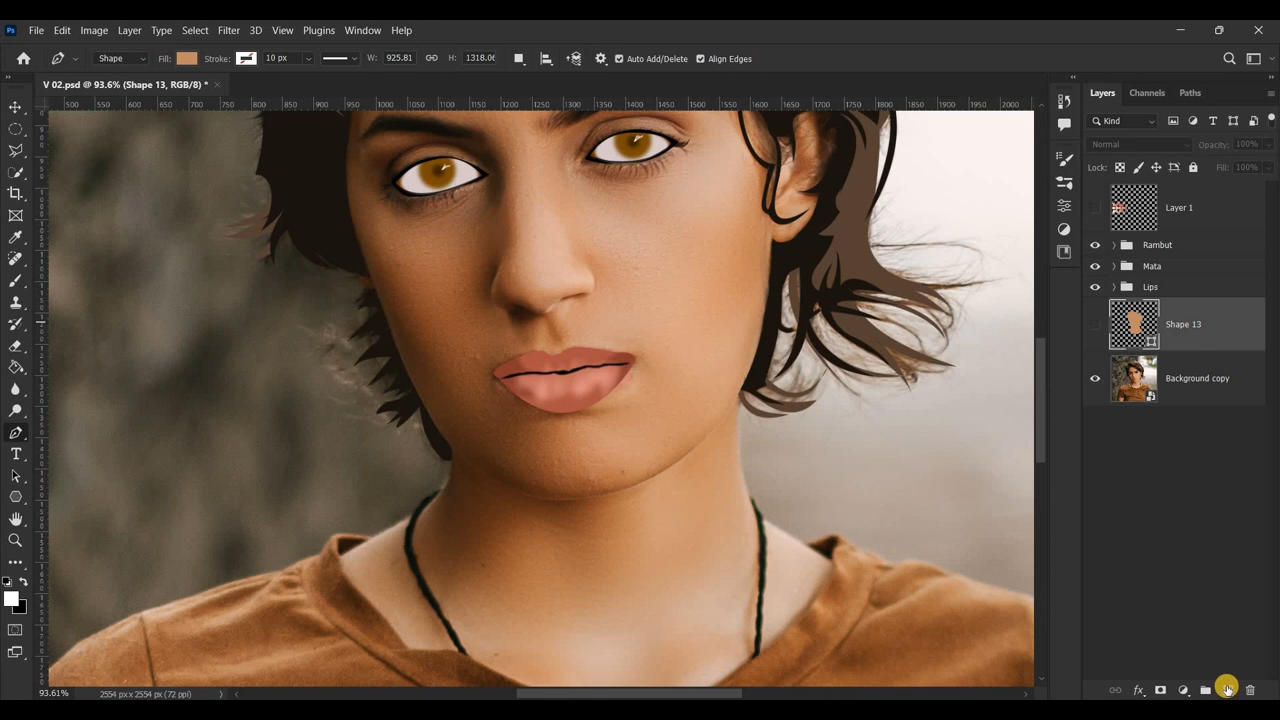 Ps File Edit Image Layer Type Select Filter 3D View Plugins Window Help
Shape Fill: Stroke: 10 px W: 925.81 H: 1318.06 Auto Add/Delete Align Edges
V 02.psd @ 93.6% (Shape 13, RGB/8) * ×
500 550 600 650 700 750 800 850 900 950 1000 1050 1100 1150 1200 1250 1300 1350 1400 1450 1500 1550 1600 1650 1700 1750 1800 1850 1900 1950 2000
Layers Channels Paths
Kind
Normal Opacity: 100%
Lock: Fill: 100%
Layer 1
Rambut
Mata
Lips
Shape 13
Background copy
93.61% 2554 px x 2554 px (72 ppi)
fx